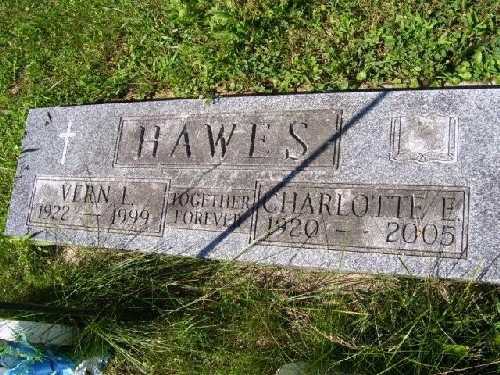 HAWES
VERN L.
1922 — 1999
TOGETHER
FOREVER
CHARLOTTE E.
1920 — 2005